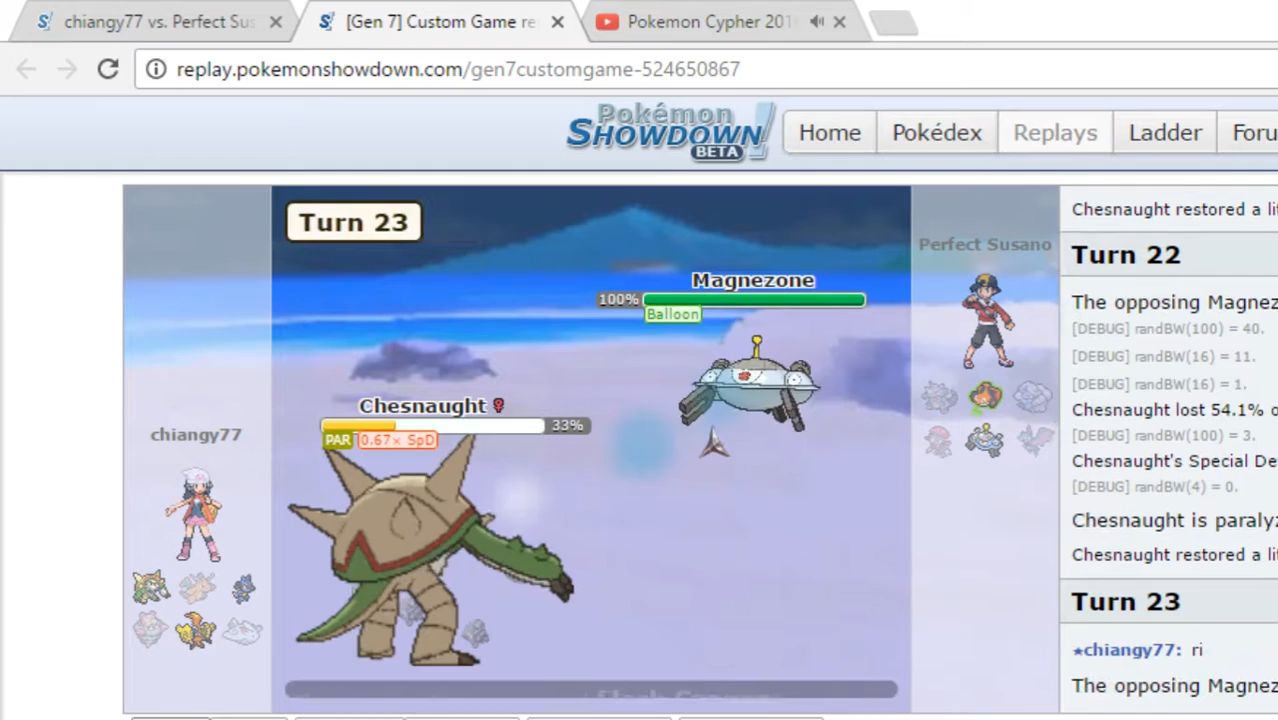 chiangy77 vs. Perfect Sus
[Gen 7] Custom Game re
Pokemon Cypher 201
replay.pokemonshowdown.com/gen7customgame-524650867
Pokémon
SHOWDOWN!
BETA
Home
Pokédex
Replays
Ladder
Foru
Turn 23
Magnezone
100%
Balloon
Chesnaught
33%
PAR
0.67× SpD
chiangy77
Perfect Susano
Chesnaught restored a li
Turn 22
The opposing Magnez
[DEBUG] randBW(100) = 40.
[DEBUG] randBW(16) = 11.
[DEBUG] randBW(16) = 1.
Chesnaught lost 54.1% o
[DEBUG] randBW(100) = 3.
Chesnaught's Special De
[DEBUG] randBW(4) = 0.
Chesnaught is paralyz
Chesnaught restored a li
Turn 23
★chiangy77: ri
The opposing Magnez